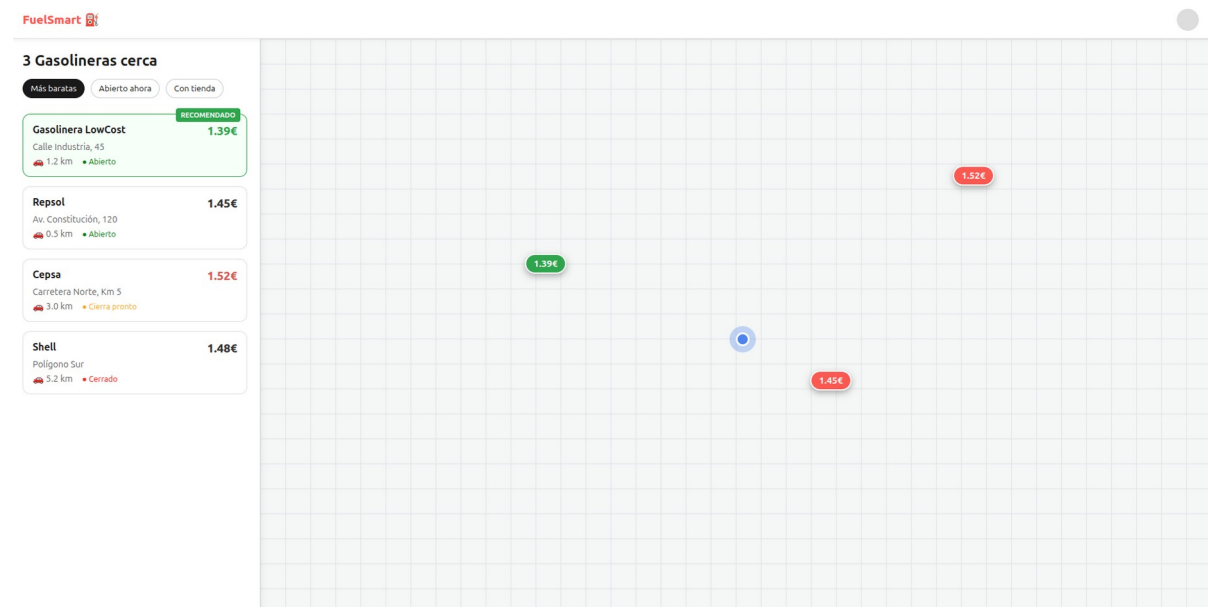 FuelSmart ⛽
3 Gasolineras cerca
Más baratas Abierto ahora Con tienda
RECOMENDADO
Gasolinera LowCost 1.39€
Calle Industria, 45
🚗 1.2 km ● Abierto
Repsol 1.45€
Av. Constitución, 120
🚗 0.5 km ● Abierto
Cepsa 1.52€
Carretera Norte, Km 5
🚗 3.0 km ● Cierra pronto
Shell 1.48€
Polígono Sur
🚗 5.2 km ● Cerrado
1.52€
1.39€
1.45€